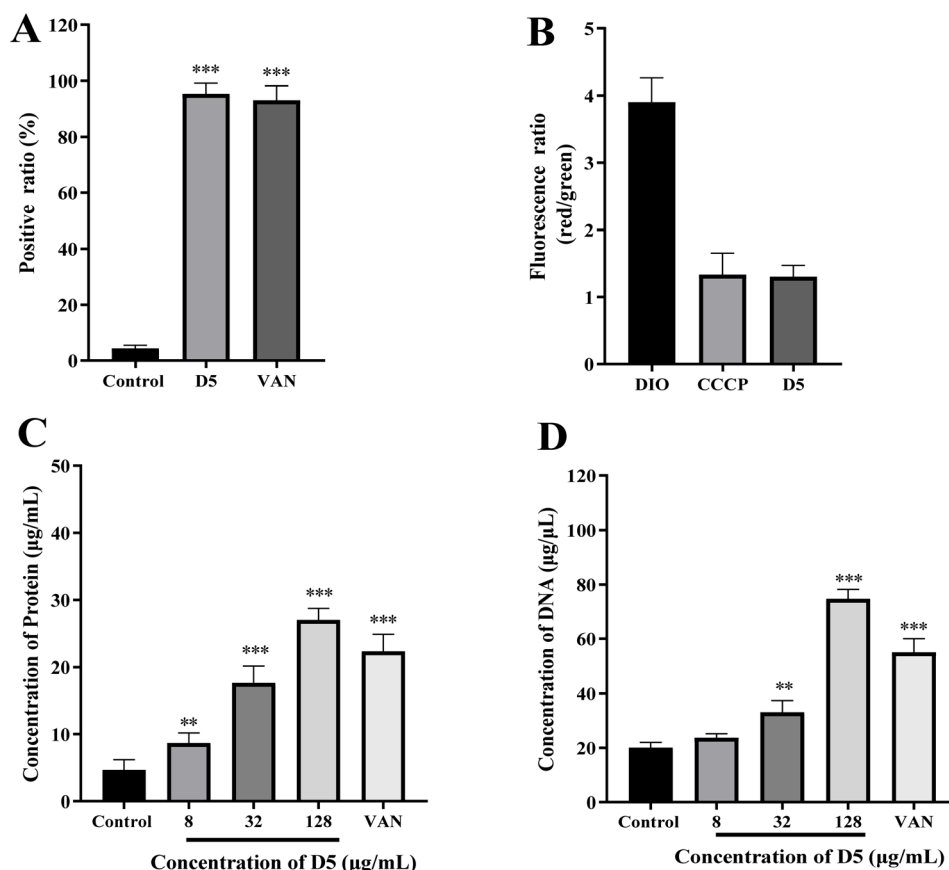 A
Positive ratio (%)
120
100
80
60
40
20
0
***
***
Control D5 VAN
B
Fluorescence ratio
(red/green)
5
4
3
2
1
0
DIO CCCP D5
C
Concentration of Protein (μg/mL)
50
40
30
20
10
0
**
***
***
***
Control 8 32 128 VAN
Concentration of D5 (μg/mL)
D
Concentration of DNA (μg/μL)
120
100
80
60
40
20
0
**
***
***
Control 8 32 128 VAN
Concentration of D5 (μg/mL)